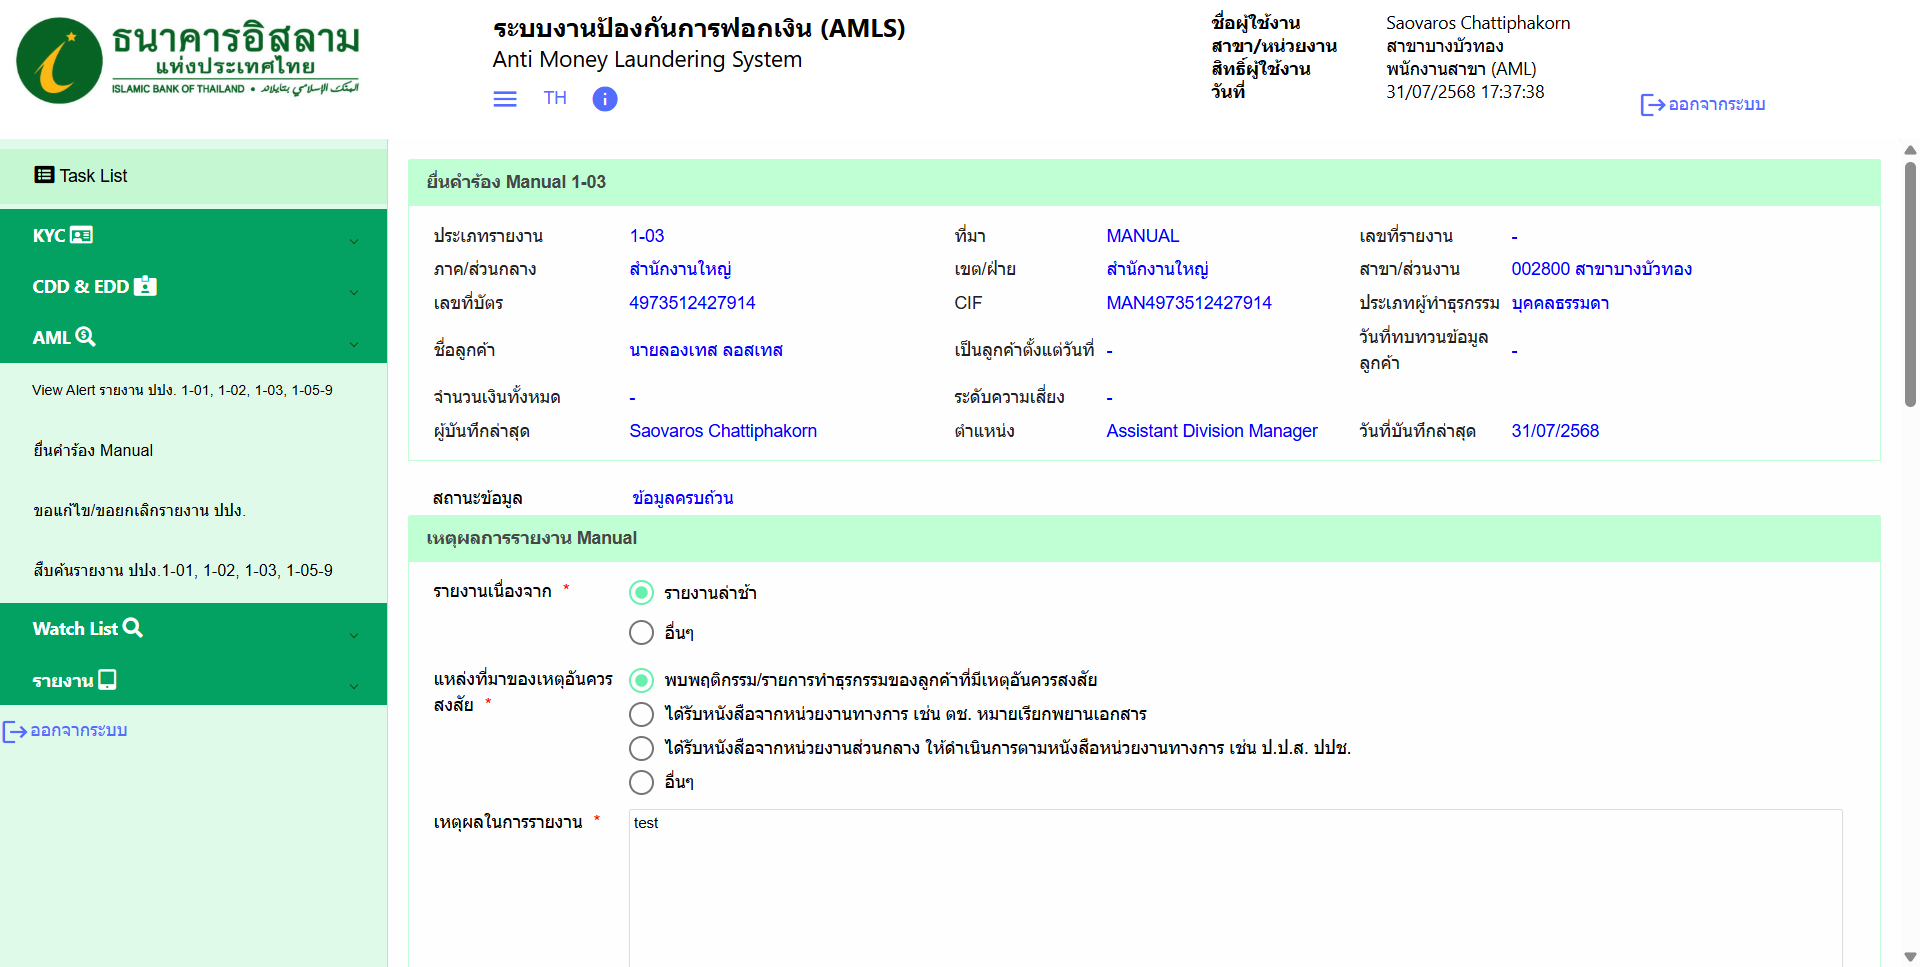 ธนาคารอิสลาม
แห่งประเทศไทย
ISLAMIC BANK OF THAILAND •
ระบบงานป้องกันการฟอกเงิน (AMLS)
Anti Money Laundering System
TH
ชื่อผู้ใช้งาน Saovaros Chattiphakorn
สาขา/หน่วยงาน สาขาบางบัวทอง
สิทธิ์ผู้ใช้งาน พนักงานสาขา (AML)
วันที่ 31/07/2568 17:37:38
ออกจากระบบ
Task List
KYC
CDD & EDD
AML
View Alert รายงาน ปปง. 1-01, 1-02, 1-03, 1-05-9
ยื่นคำร้อง Manual
ขอแก้ไข/ขอยกเลิกรายงาน ปปง.
สืบค้นรายงาน ปปง.1-01, 1-02, 1-03, 1-05-9
Watch List
รายงาน
ออกจากระบบ
ยื่นคำร้อง Manual 1-03
ประเภทรายงาน 1-03 ที่มา MANUAL เลขที่รายงาน -
ภาค/ส่วนกลาง สำนักงานใหญ่ เขต/ฝ่าย สำนักงานใหญ่ สาขา/ส่วนงาน 002800 สาขาบางบัวทอง
เลขที่บัตร 4973512427914 CIF MAN4973512427914 ประเภทผู้ทำธุรกรรม บุคคลธรรมดา
ชื่อลูกค้า นายลองเทส ลอสเทส เป็นลูกค้าตั้งแต่วันที่ - วันที่ทบทวนข้อมูล
ลูกค้า -
จำนวนเงินทั้งหมด - ระดับความเสี่ยง -
ผู้บันทึกล่าสุด Saovaros Chattiphakorn ตำแหน่ง Assistant Division Manager วันที่บันทึกล่าสุด 31/07/2568
สถานะข้อมูล ข้อมูลครบถ้วน
เหตุผลการรายงาน Manual
รายงานเนื่องจาก * รายงานล่าช้า
อื่นๆ
แหล่งที่มาของเหตุอันควร
สงสัย *
พบพฤติกรรม/รายการทำธุรกรรมของลูกค้าที่มีเหตุอันควรสงสัย
ได้รับหนังสือจากหน่วยงานทางการ เช่น ตช. หมายเรียกพยานเอกสาร
ได้รับหนังสือจากหน่วยงานส่วนกลาง ให้ดำเนินการตามหนังสือหน่วยงานทางการ เช่น ป.ป.ส. ปปช.
อื่นๆ
เหตุผลในการรายงาน * test